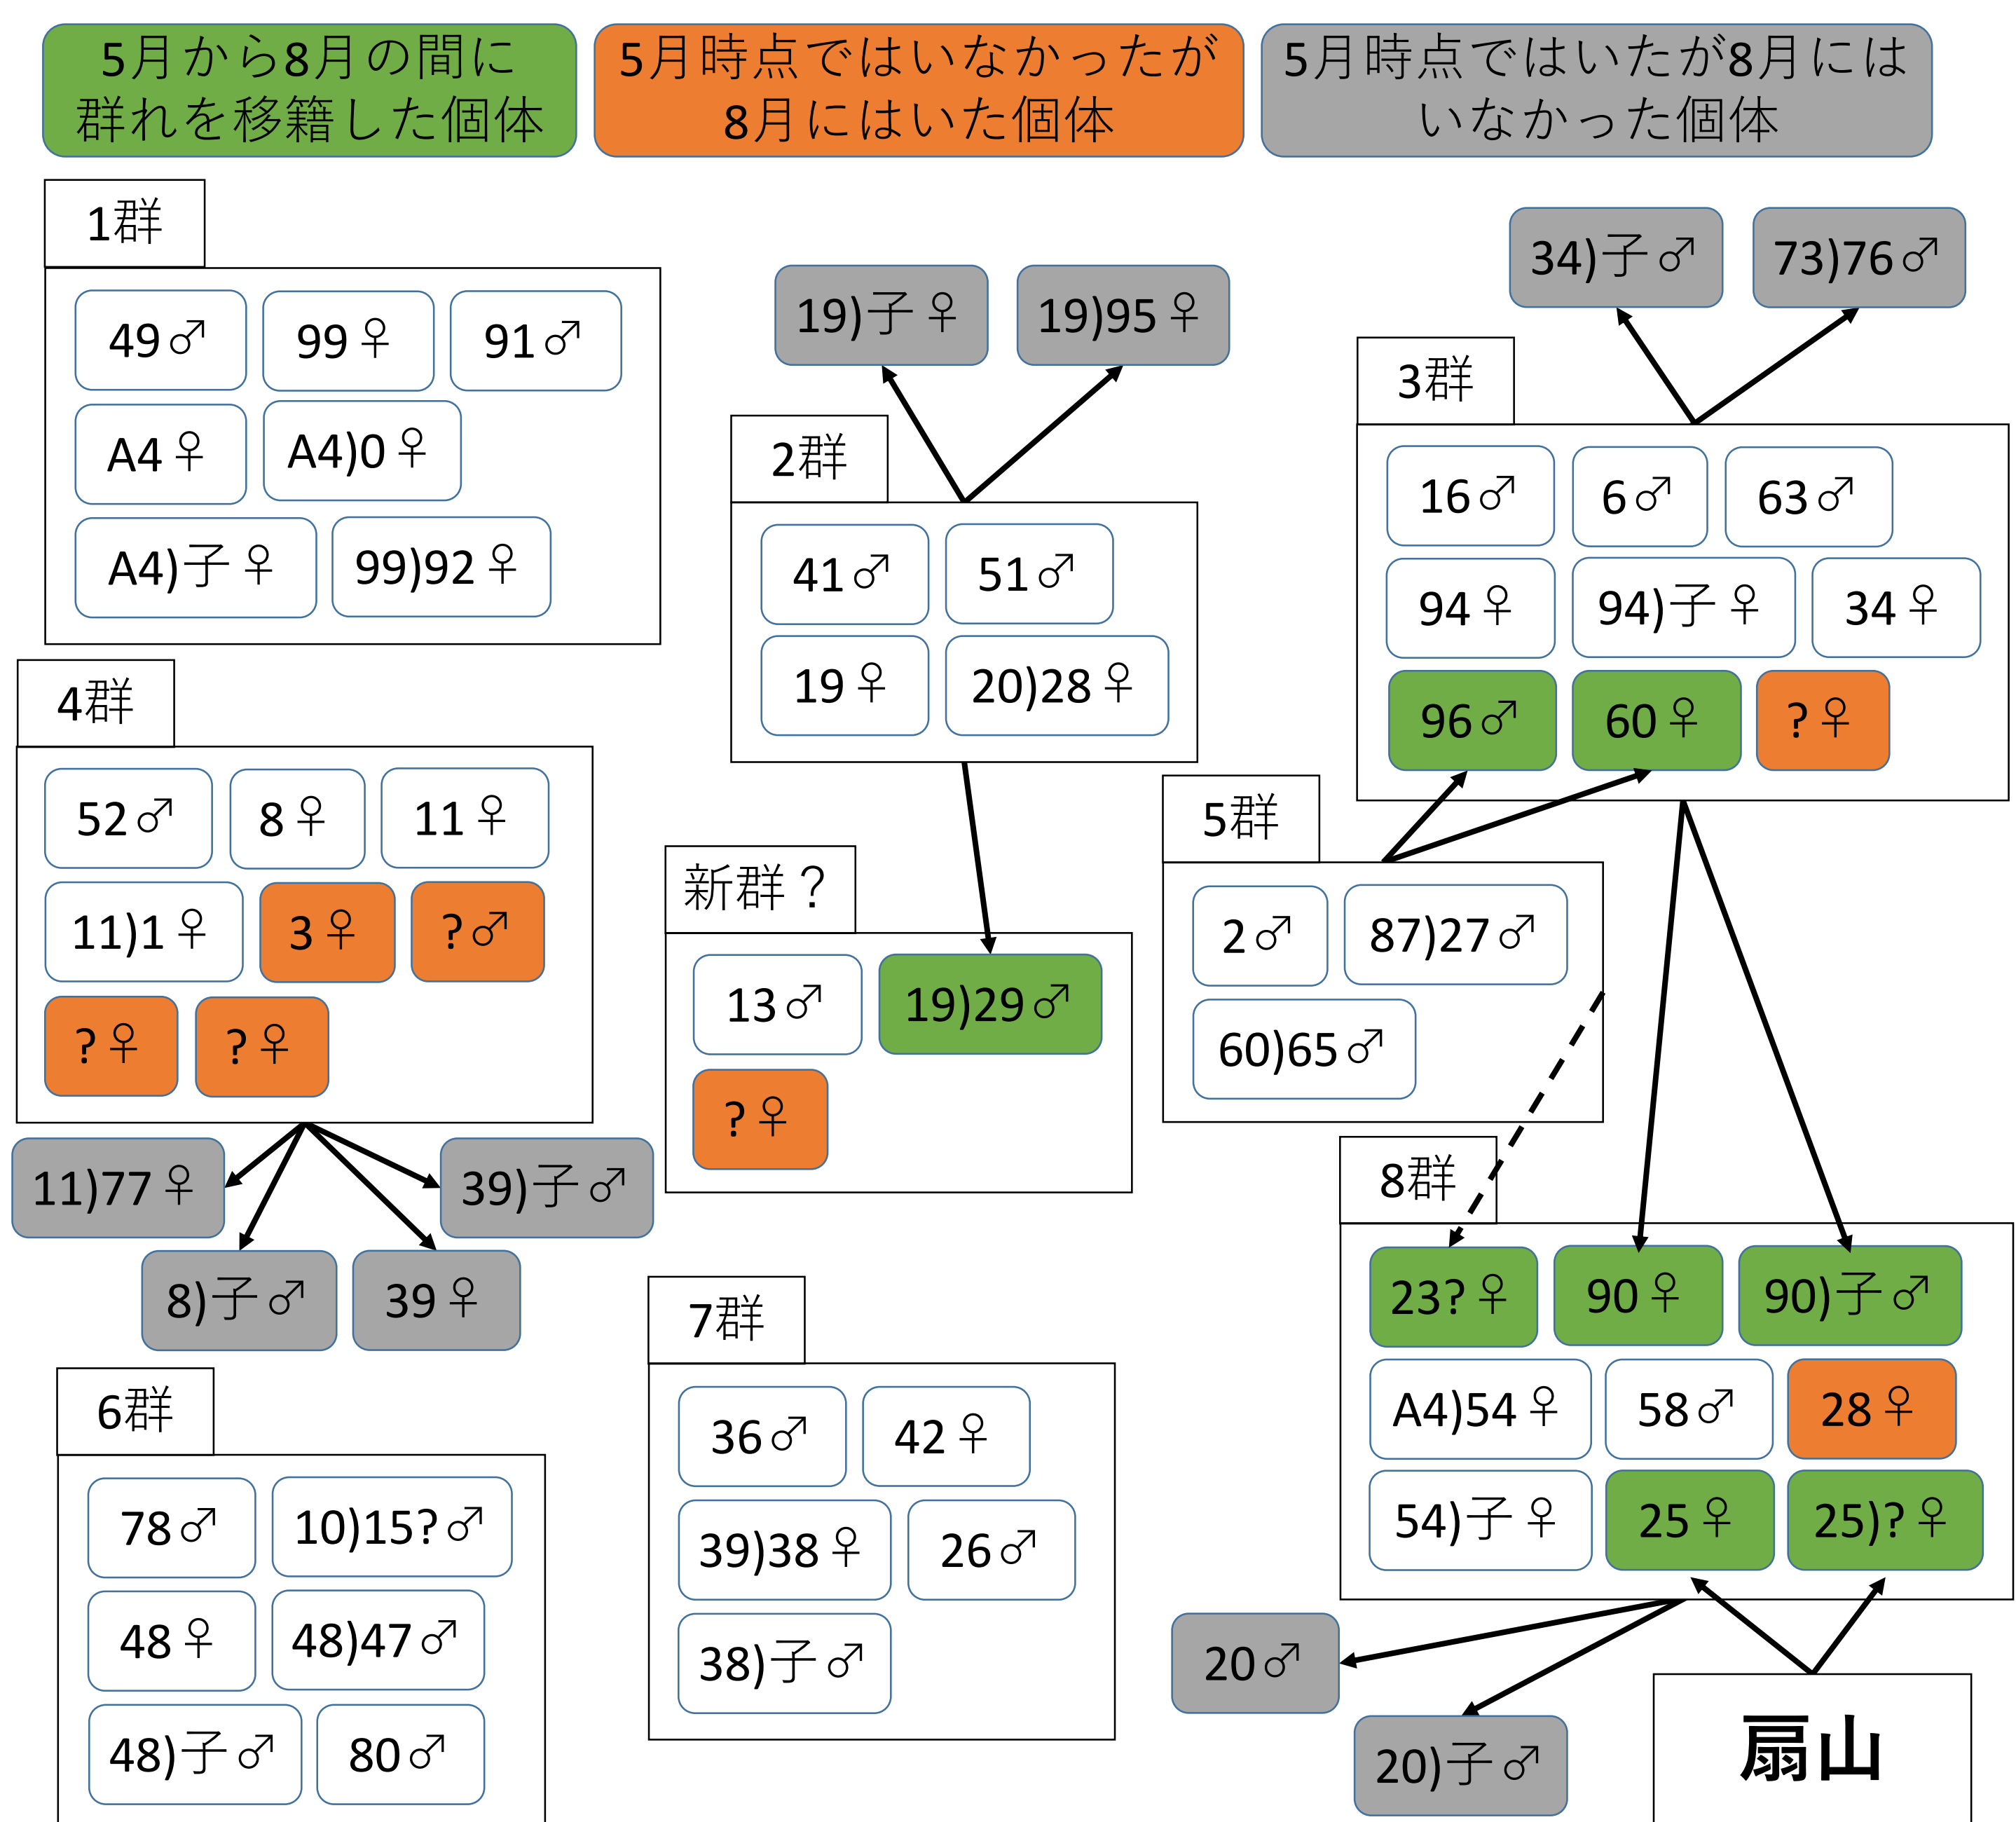 5月から8月の間に
群れを移籍した個体
5月時点ではいなかったが
8月にはいた個体
5月時点ではいたが8月には
いなかった個体
1群
49♂ 99♀ 91♂
A4♀ A4)0♀
A4)子♀ 99)92♀
19)子♀ 19)95♀
2群
41♂ 51♂
19♀ 20)28♀
34)子♂ 73)76♂
3群
16♂ 6♂ 63♂
94♀ 94)子♀ 34♀
96♂ 60♀ ?♀
4群
52♂ 8♀ 11♀
11)1♀ 3♀ ?♂
?♀ ?♀
11)77♀ 39)子♂
8)子♂ 39♀
新群？
13♂ 19)29♂
?♀
5群
2♂ 87)27♂
60)65♂
6群
78♂ 10)15?♂
48♀ 48)47♂
48)子♂ 80♂
7群
36♂ 42♀
39)38♀ 26♂
38)子♂
8群
23?♀ 90♀ 90)子♂
A4)54♀ 58♂ 28♀
54)子♀ 25♀ 25)?♀
20♂
20)子♂
扇山